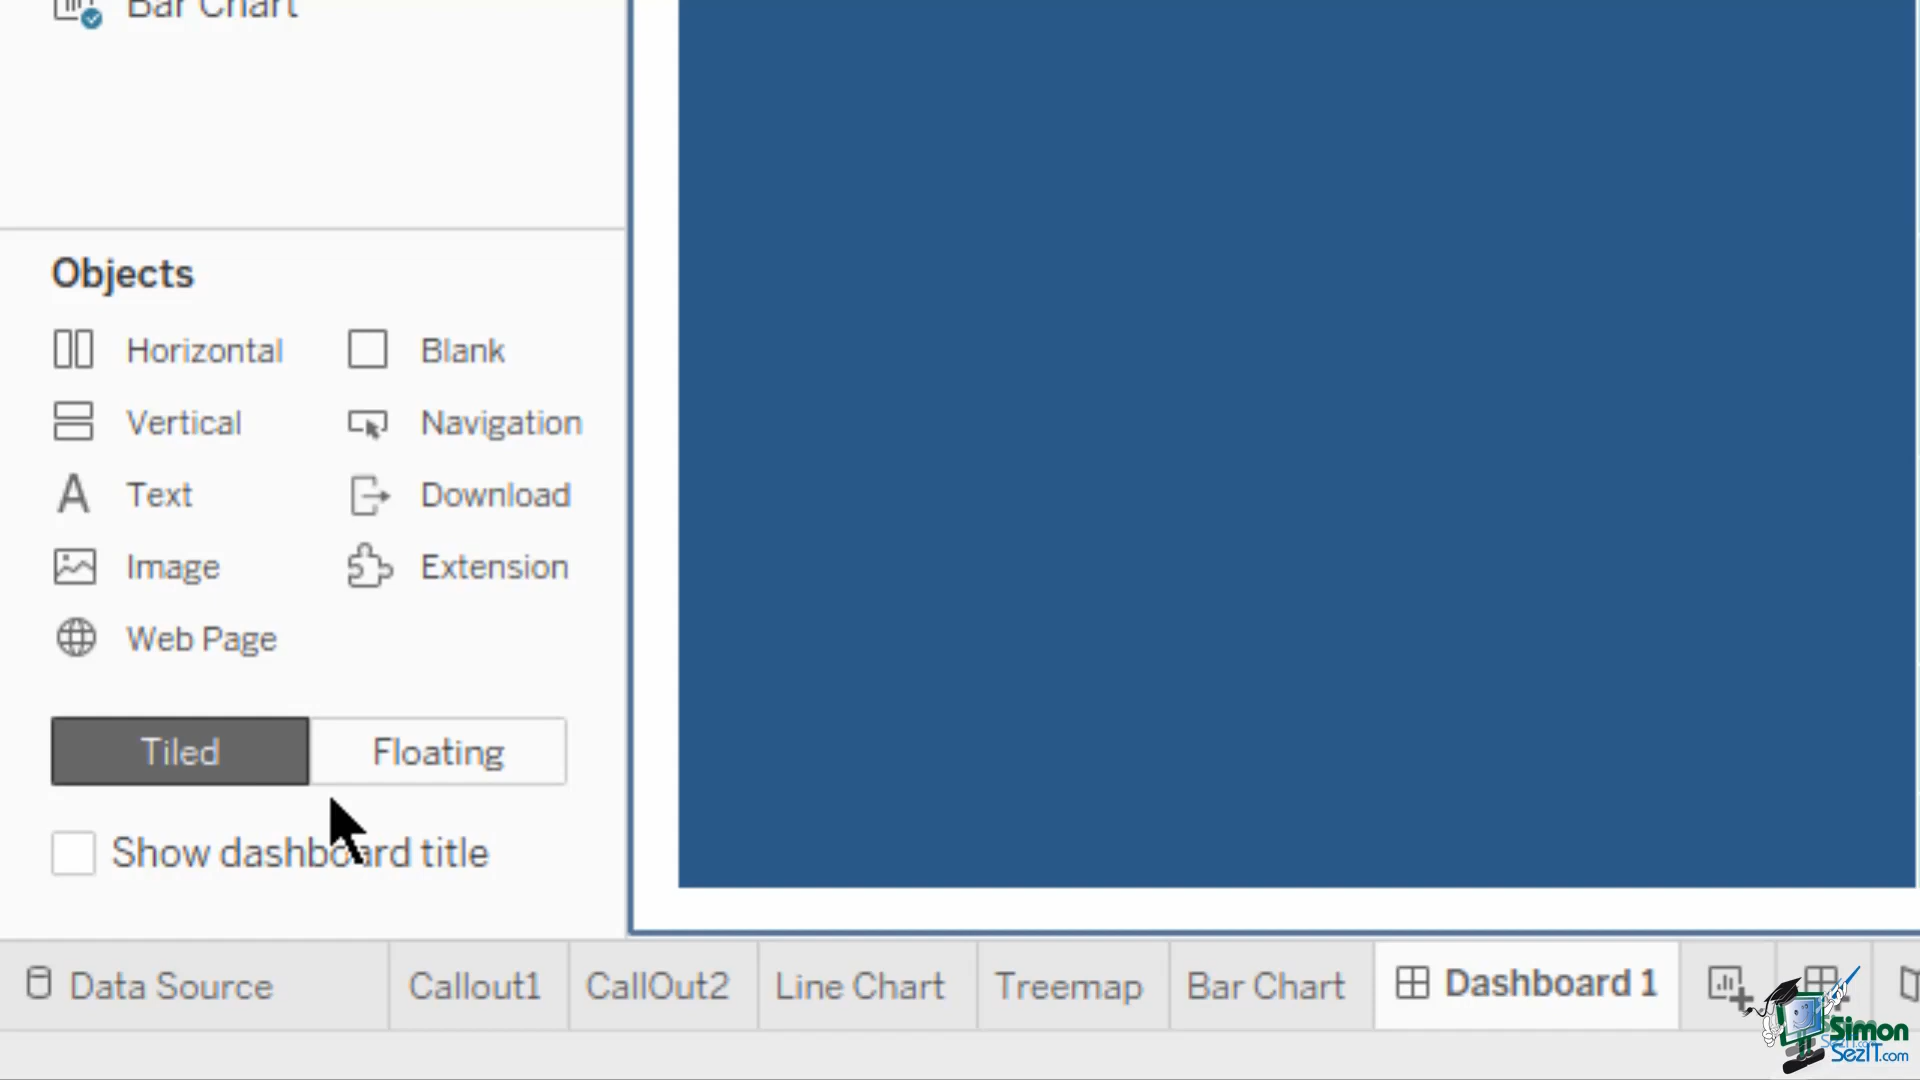 Bar Chart
Objects
Horizontal Blank
Vertical Navigation
Text Download
Image Extension
Web Page
Tiled Floating
Show dashboard title
Data Source Callout1 CallOut2 Line Chart Treemap Bar Chart Dashboard 1
Simon
SezIT.com